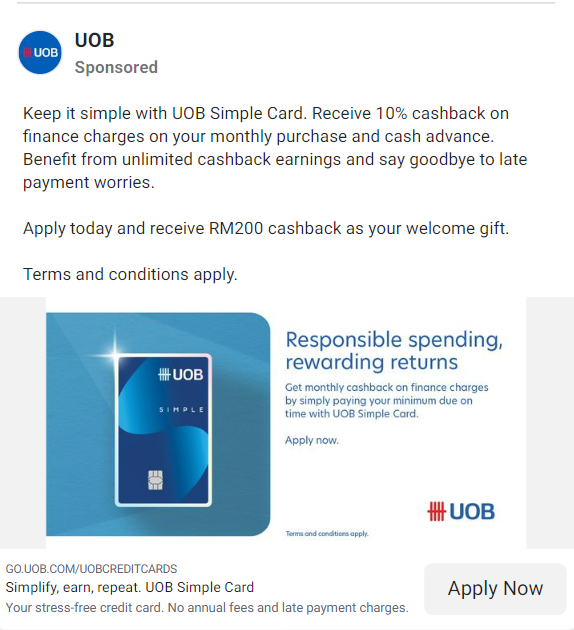 UOB
UOB
Sponsored
Keep it simple with UOB Simple Card. Receive 10% cashback on
finance charges on your monthly purchase and cash advance.
Benefit from unlimited cashback earnings and say goodbye to late
payment worries.
Apply today and receive RM200 cashback as your welcome gift.
Terms and conditions apply.
UOB
SIMPLE
Responsible spending,
rewarding returns
Get monthly cashback on finance charges
by simply paying your minimum due on
time with UOB Simple Card.
Apply now.
UOB
Terms and conditions apply.
GO.UOB.COM/UOBCREDITCARDS
Simplify, earn, repeat. UOB Simple Card
Your stress-free credit card. No annual fees and late payment charges.
Apply Now